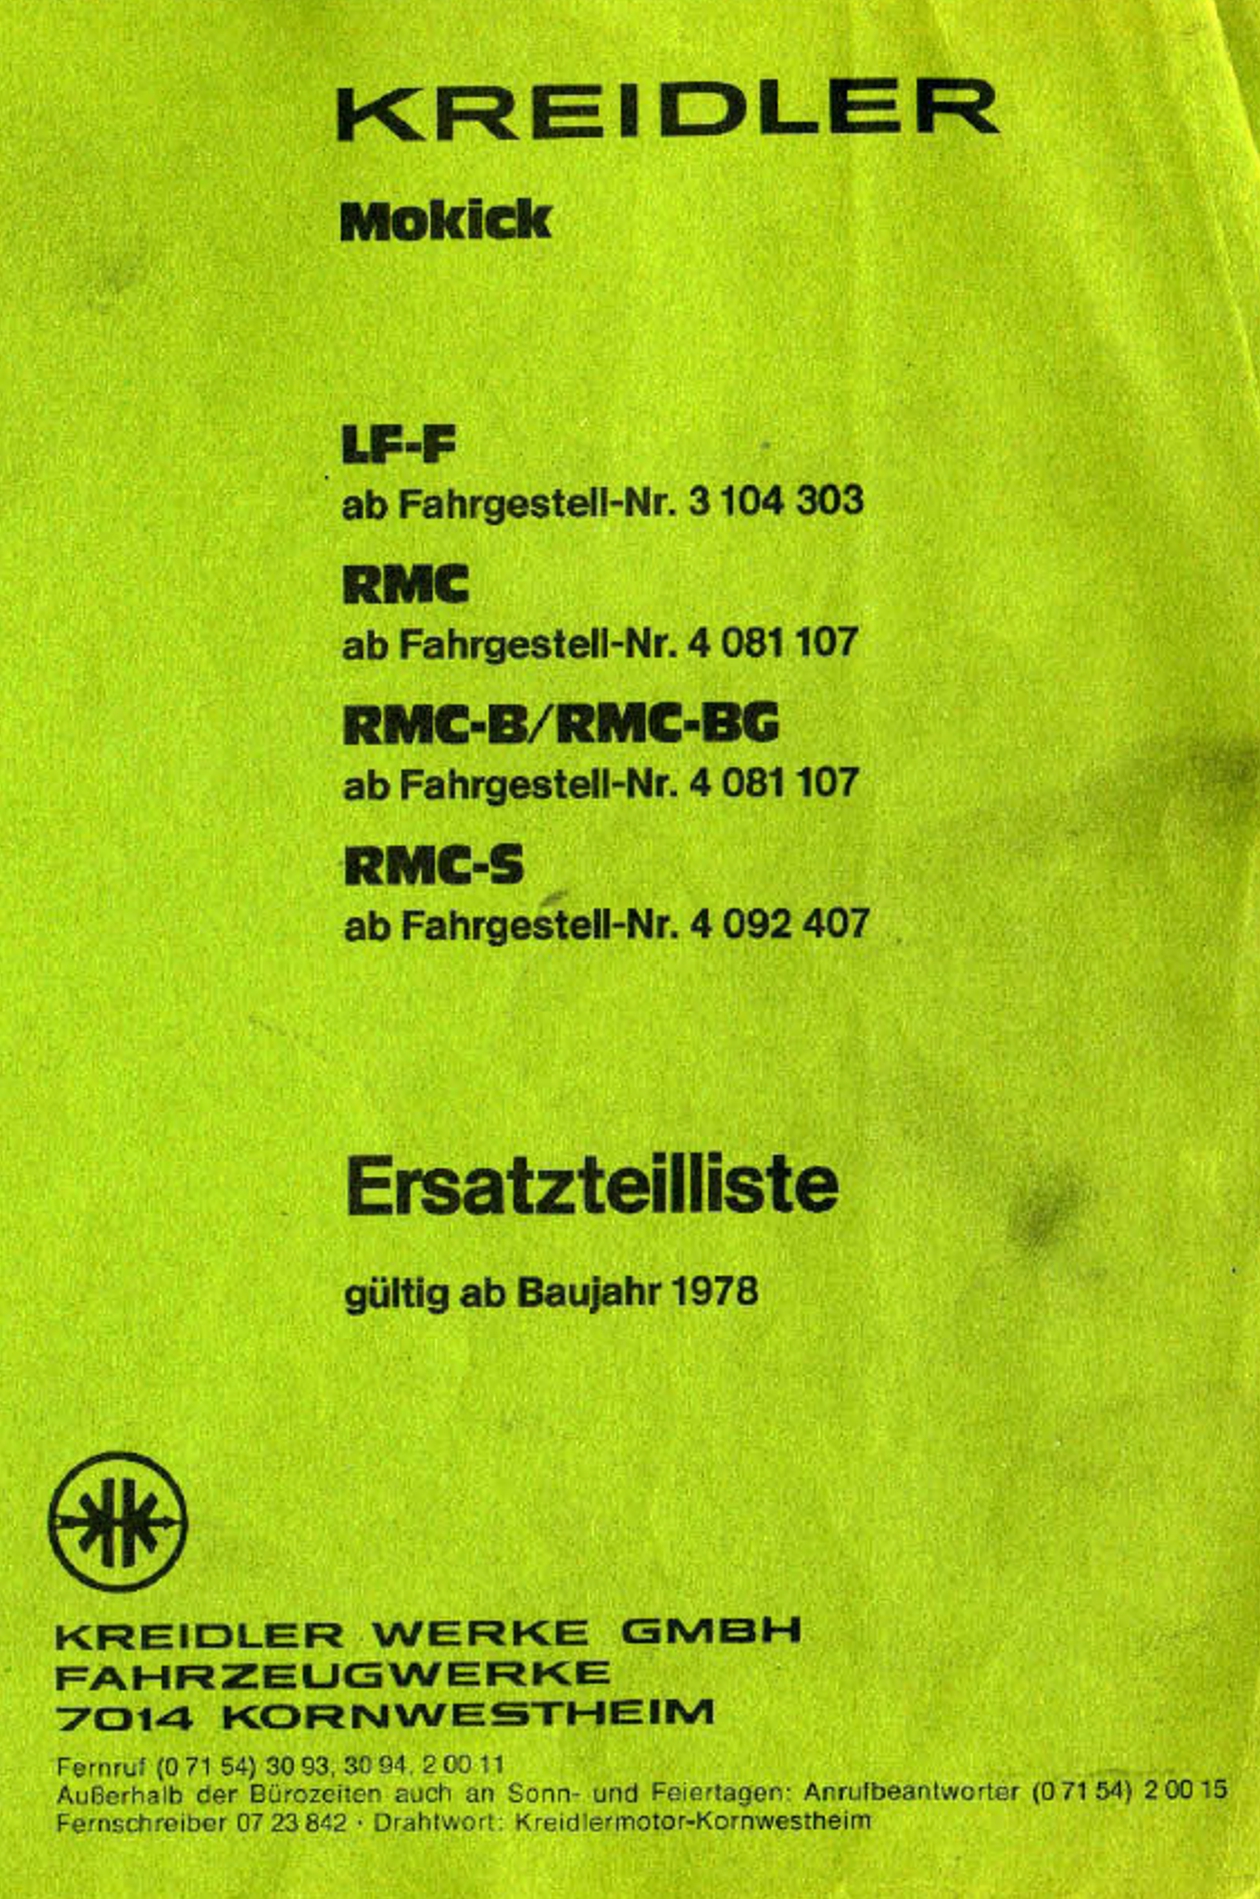 KREIDLER
Mokick
LF-F
ab Fahrgestell-Nr. 3 104 303
RMC
ab Fahrgestell-Nr. 4 081 107
RMC-B/RMC-BG
ab Fahrgestell-Nr. 4 081 107
RMC-S
ab Fahrgestell-Nr. 4 092 407
Ersatzteilliste
gültig ab Baujahr 1978
KREIDLER WERKE GMBH
FAHRZEUGWERKE
7014 KORNWESTHEIM
Fernruf (0 71 54) 30 93, 30 94, 2 00 11
Außerhalb der Bürozeiten auch an Sonn- und Feiertagen: Anrufbeantworter (0 71 54) 2 00 15
Fernschreiber 07 23 842 · Drahtwort: Kreidlermotor-Kornwestheim